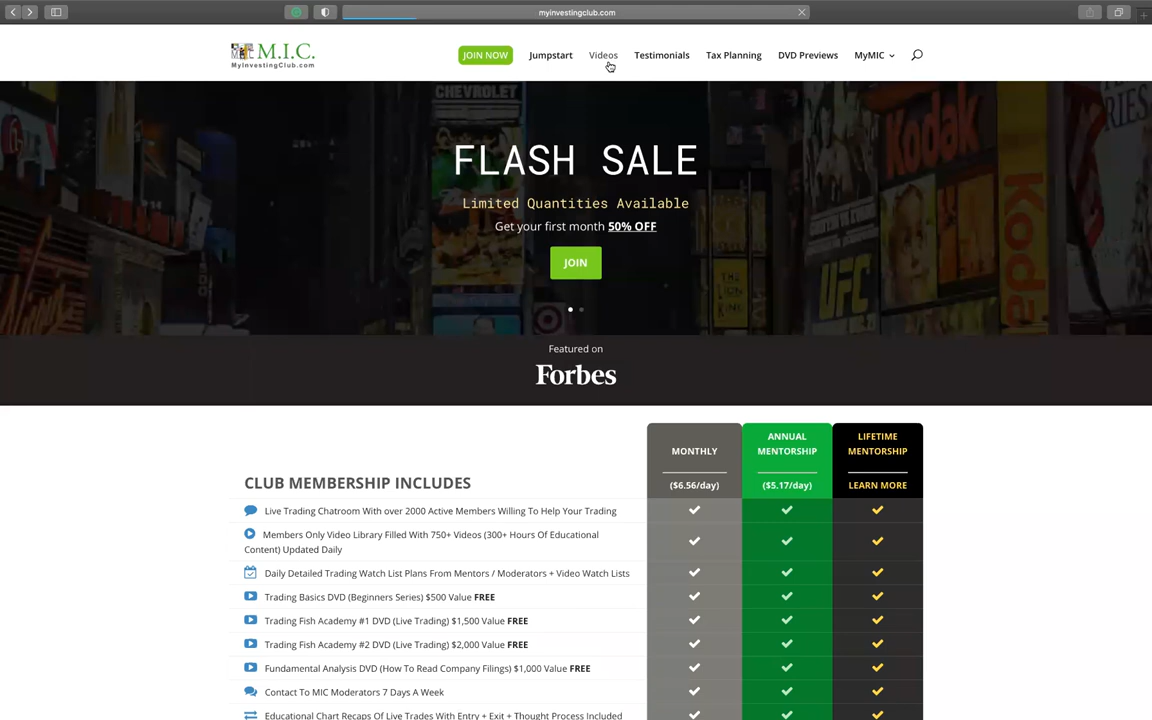 myinvestingclub.com
M.I.C.
MyInvestingClub.com
JOIN NOW
Jumpstart
Videos
Testimonials
Tax Planning
DVD Previews
MyMIC
CHEVROLET
Kodak
FLASH SALE
Limited Quantities Available
Get your first month 50% OFF
JOIN
UFC
Koda
Featured on
Forbes
MONTHLY
($6.56/day)
ANNUAL
MENTORSHIP
($5.17/day)
LIFETIME
MENTORSHIP
LEARN MORE
CLUB MEMBERSHIP INCLUDES
Live Trading Chatroom With over 2000 Active Members Willing To Help Your Trading
Members Only Video Library Filled With 750+ Videos (300+ Hours Of Educational
Content) Updated Daily
Daily Detailed Trading Watch List Plans From Mentors / Moderators + Video Watch Lists
Trading Basics DVD (Beginners Series) $500 Value FREE
Trading Fish Academy #1 DVD (Live Trading) $1,500 Value FREE
Trading Fish Academy #2 DVD (Live Trading) $2,000 Value FREE
Fundamental Analysis DVD (How To Read Company Filings) $1,000 Value FREE
Contact To MIC Moderators 7 Days A Week
Educational Chart Recaps Of Live Trades With Entry + Exit + Thought Process Included